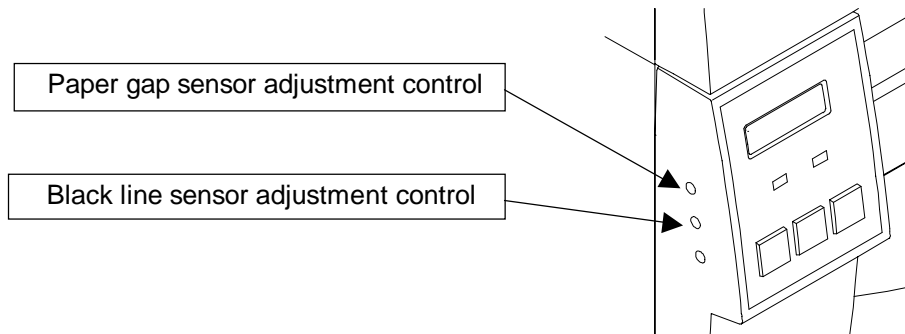 Paper gap sensor adjustment control
Black line sensor adjustment control